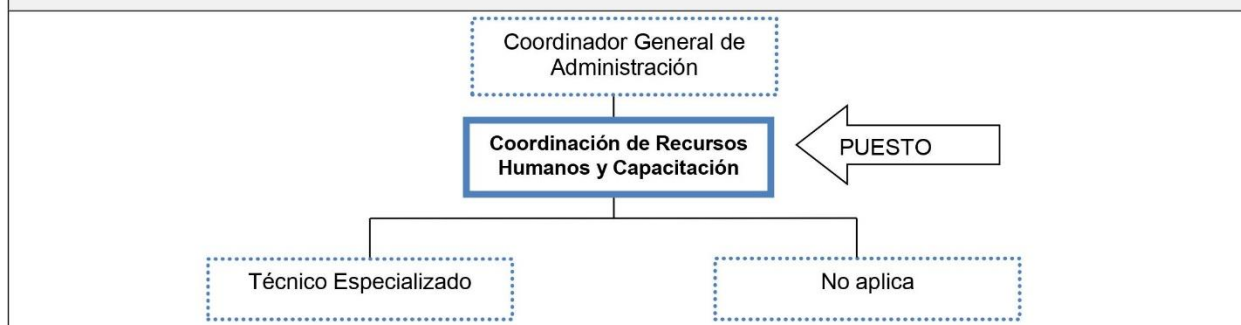 Coordinador General de
Administración
Coordinación de Recursos
Humanos y Capacitación
PUESTO
Técnico Especializado
No aplica